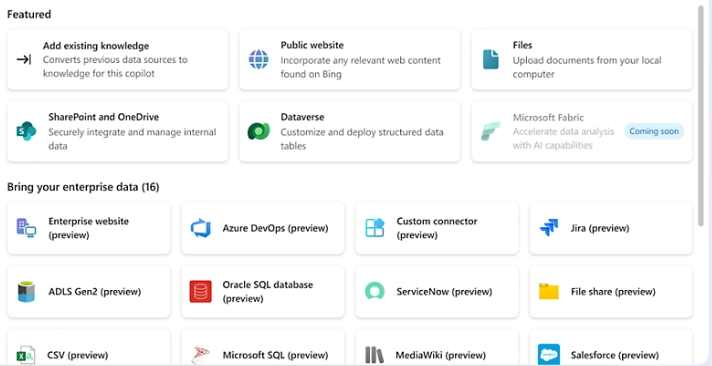 Featured
Add existing knowledge
Converts previous data sources to
knowledge for this copilot
Public website
Incorporate any relevant web content
found on Bing
Files
Upload documents from your local
computer
SharePoint and OneDrive
Securely integrate and manage internal
data
Dataverse
Customize and deploy structured data
tables
Microsoft Fabric
Accelerate data analysis
with AI capabilities
Coming soon
Bring your enterprise data (16)
Enterprise website
(preview)
Azure DevOps (preview)
Custom connector
(preview)
Jira (preview)
ADLS Gen2 (preview)
Oracle SQL database
(preview)
ServiceNow (preview)
File share (preview)
CSV (preview)
Microsoft SQL (preview)
MediaWiki (preview)
Salesforce (preview)